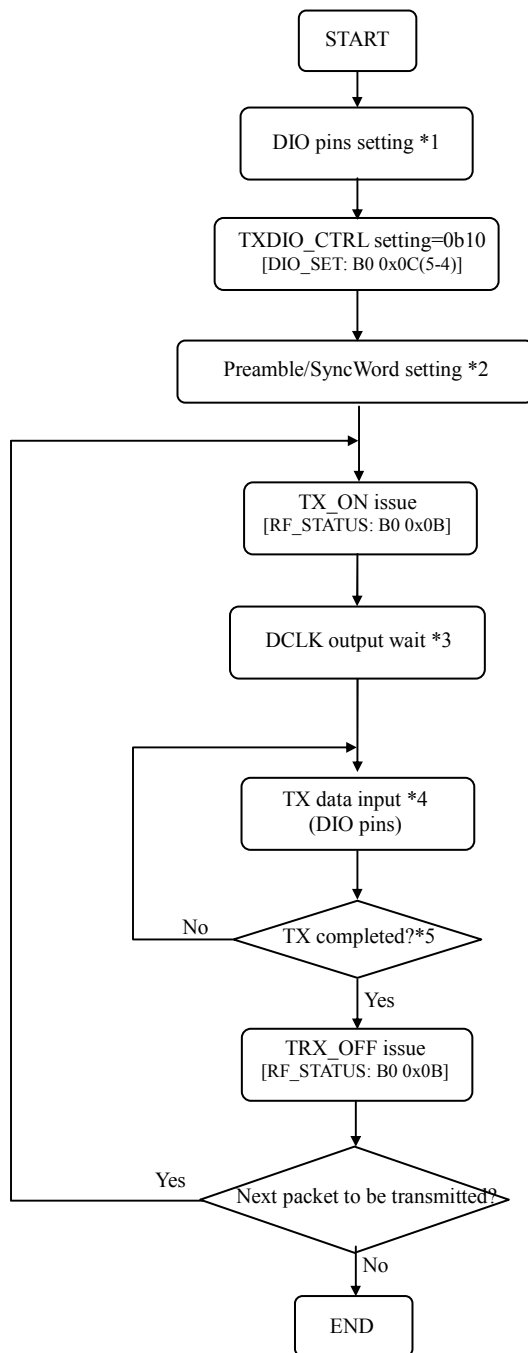 START
DIO pins setting *1
TXDIO_CTRL setting=0b10
[DIO_SET: B0 0x0C(5-4)]
Preamble/SyncWord setting *2
TX_ON issue
[RF_STATUS: B0 0x0B]
DCLK output wait *3
TX data input *4
(DIO pins)
No
TX completed?*5
Yes
TRX_OFF issue
[RF_STATUS: B0 0x0B]
Yes
Next packet to be transmitted?
No
END